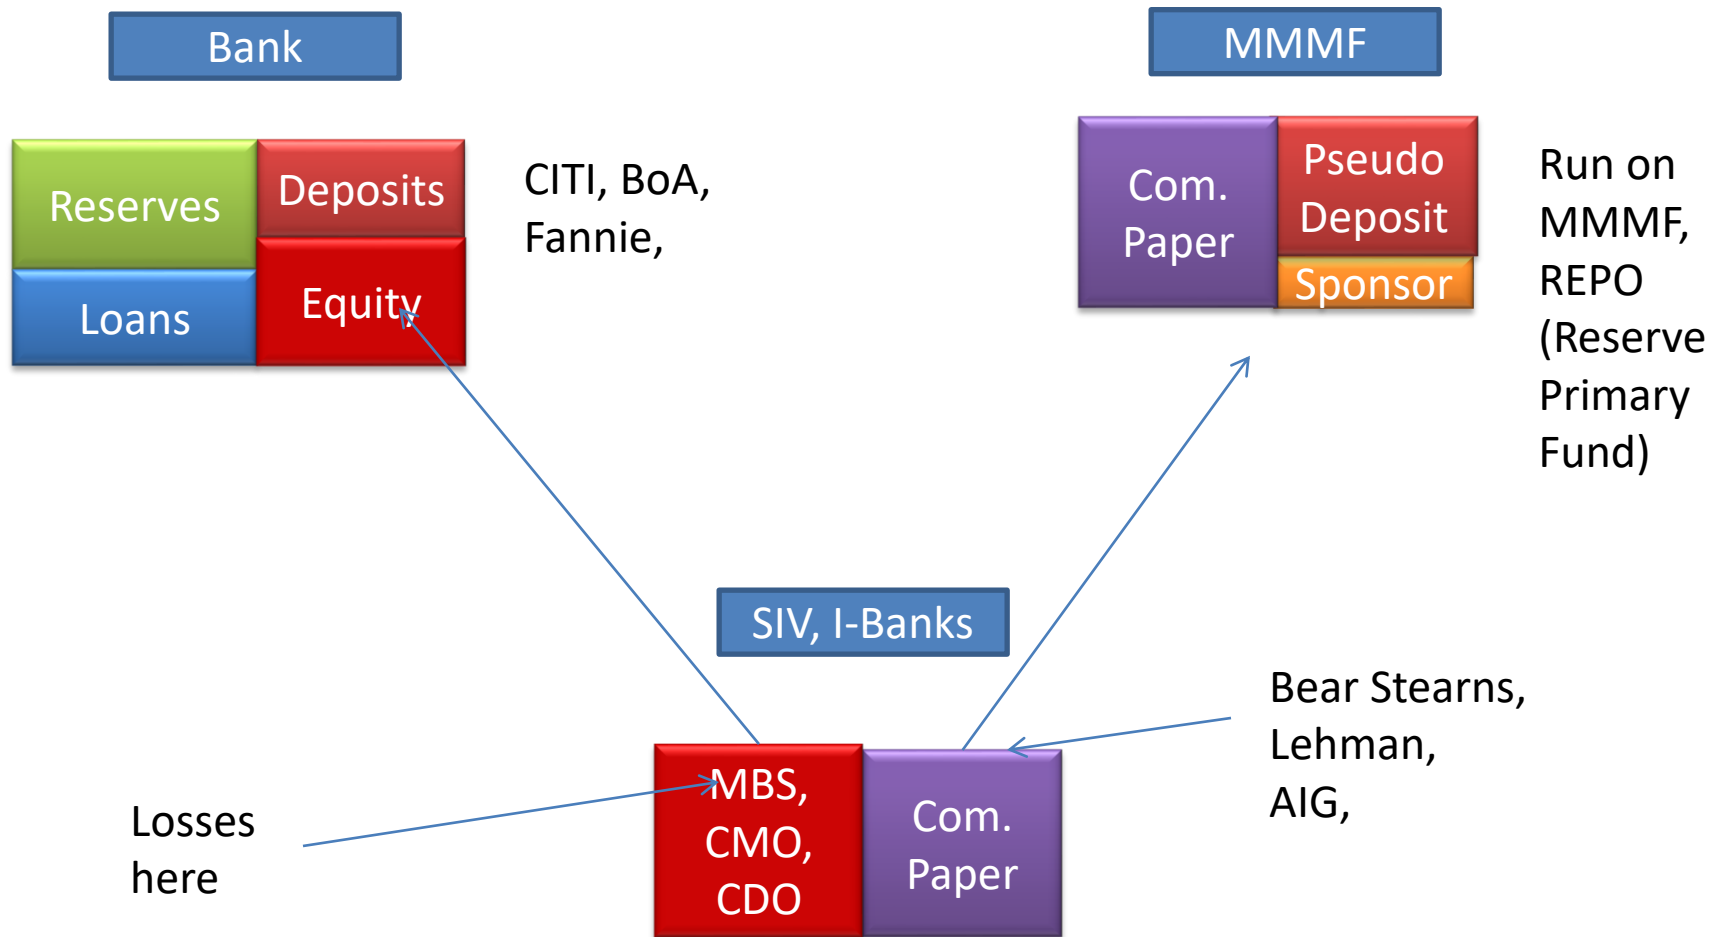 Bank
MMMF
Reserves
Deposits
Loans
Equity
CITI, BoA,
Fannie,
Com.
Paper
Pseudo
Deposit
Sponsor
Run on
MMMF,
REPO
(Reserve
Primary
Fund)
SIV, I-Banks
Losses
here
MBS,
CMO,
CDO
Com.
Paper
Bear Stearns,
Lehman,
AIG,